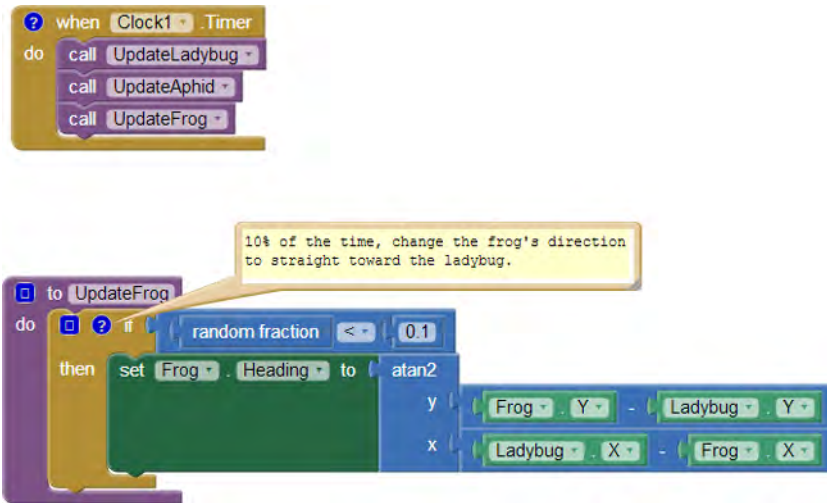 when Clock1 .Timer
do call UpdateLadybug
call UpdateAphid
call UpdateFrog
10% of the time, change the frog's direction
to straight toward the ladybug.
to UpdateFrog
do if random fraction < 0.1
then set Frog . Heading to atan2
y Frog . Y - Ladybug . Y
x Ladybug . X - Frog . X